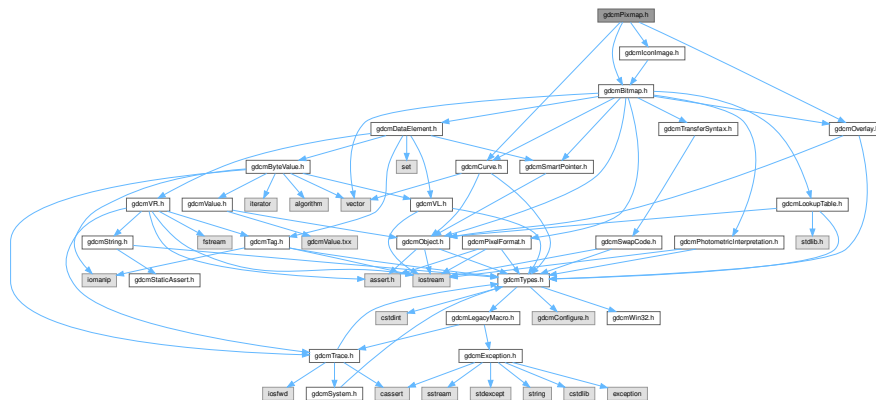 gdcmPixmap.h
gdcmIconImage.h
gdcmBitmap.h
gdcmDataElement.h
gdcmTransferSyntax.h
gdcmOverlay.h
gdcmByteValue.h
set
gdcmCurve.h
gdcmSmartPointer.h
gdcmVR.h
gdcmValue.h
iterator
algorithm
vector
gdcmVL.h
gdcmLookupTable.h
gdcmString.h
fstream
gdcmValue.txx
gdcmTag.h
gdcmObject.h
gdcmPixelFormat.h
gdcmSwapCode.h
gdcmPhotometricInterpretation.h
stdlib.h
iomanip
gdcmStaticAssert.h
assert.h
iostream
gdcmTypes.h
cstdint
gdcmLegacyMacro.h
gdcmConfigure.h
gdcmWin32.h
gdcmTrace.h
gdcmException.h
iosfwd
gdcmSystem.h
cassert
sstream
stdexcept
string
cstdlib
exception